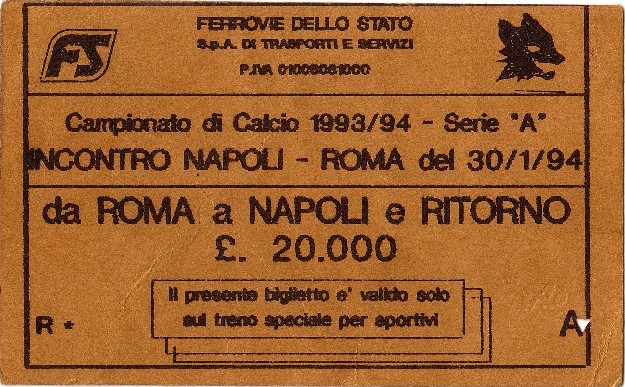 FS
FERROVIE DELLO STATO
S.p.A. DI TRASPORTI E SERVIZI
P.IVA 01008081000
Campionato di Calcio 1993/94 - Serie "A"
INCONTRO NAPOLI - ROMA del 30/1/94
da ROMA a NAPOLI e RITORNO
£. 20.000
Il presente biglietto e' valido solo
sul treno speciale per sportivi
R * A